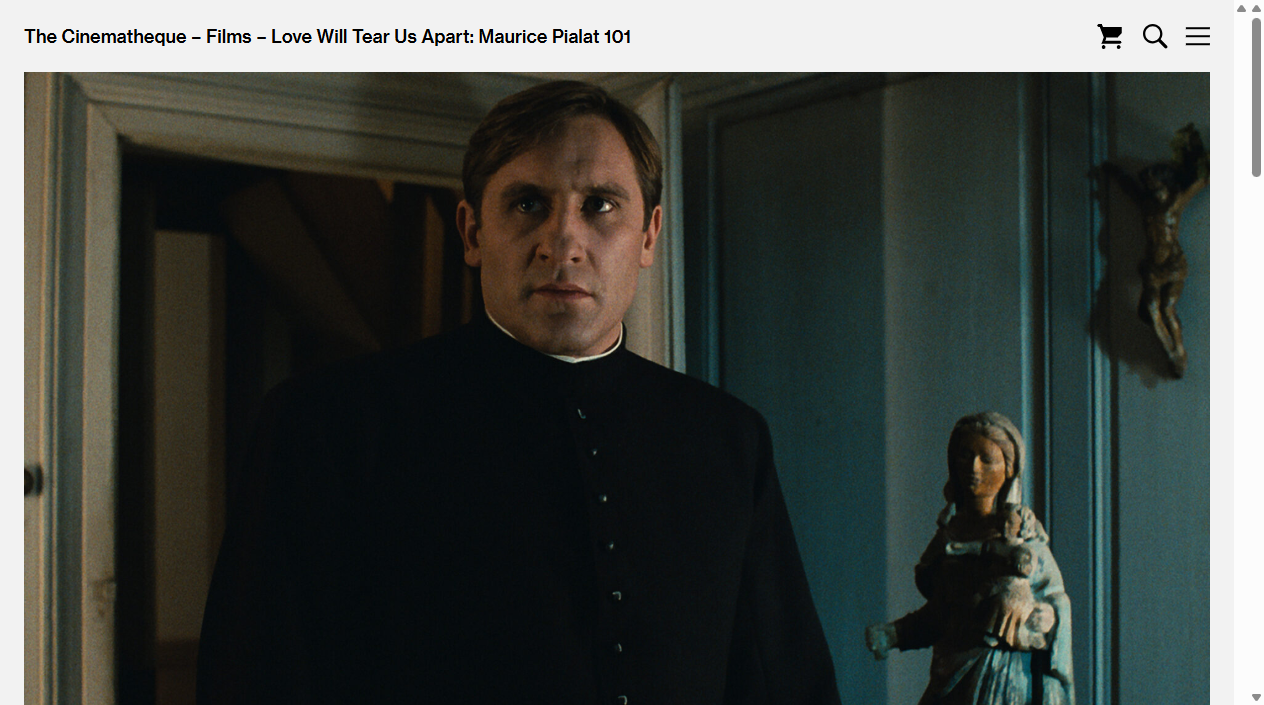 The Cinematheque – Films – Love Will Tear Us Apart: Maurice Pialat 101